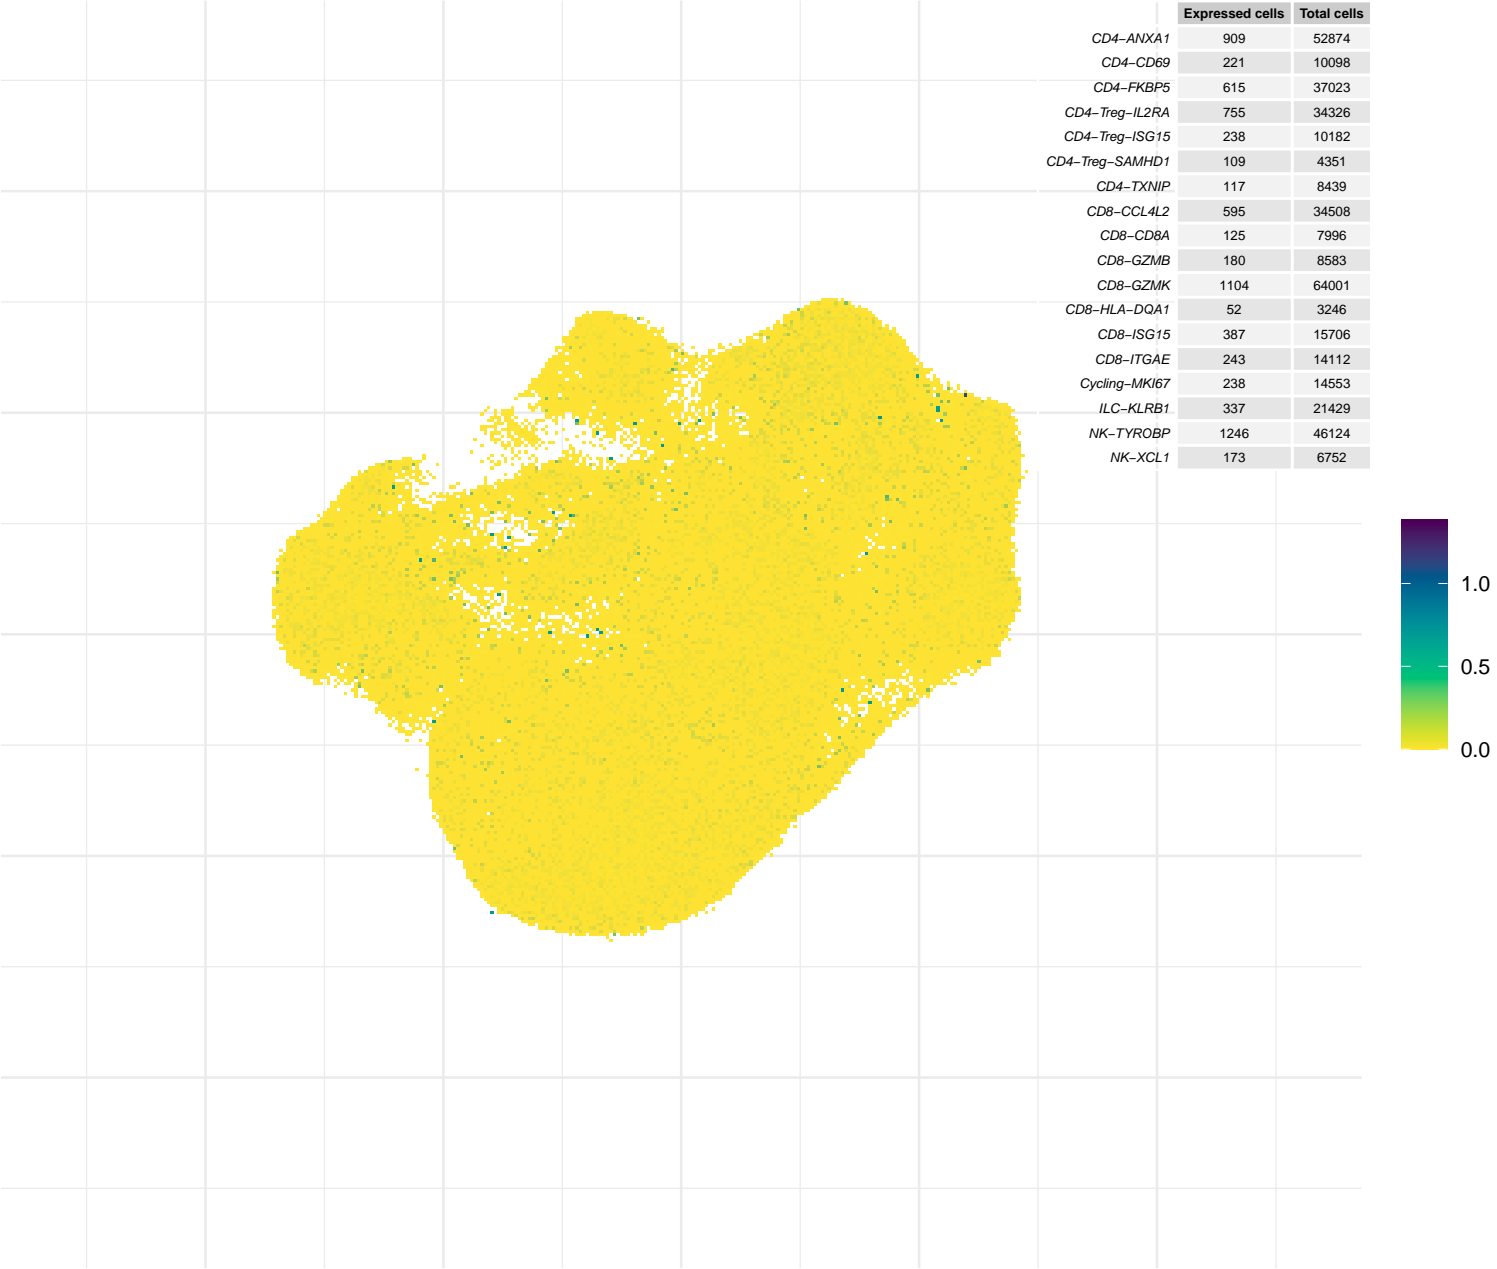 Expressed cells Total cells
CD4−ANXA1 909 52874
CD4−CD69 221 10098
CD4−FKBP5 615 37023
CD4−Treg−IL2RA 755 34326
CD4−Treg−ISG15 238 10182
CD4−Treg−SAMHD1 109 4351
CD4−TXNIP 117 8439
CD8−CCL4L2 595 34508
CD8−CD8A 125 7996
CD8−GZMB 180 8583
CD8−GZMK 1104 64001
CD8−HLA−DQA1 52 3246
CD8−ISG15 387 15706
CD8−ITGAE 243 14112
Cycling−MKI67 238 14553
ILC−KLRB1 337 21429
NK−TYROBP 1246 46124
NK−XCL1 173 6752
1.0
0.5
0.0